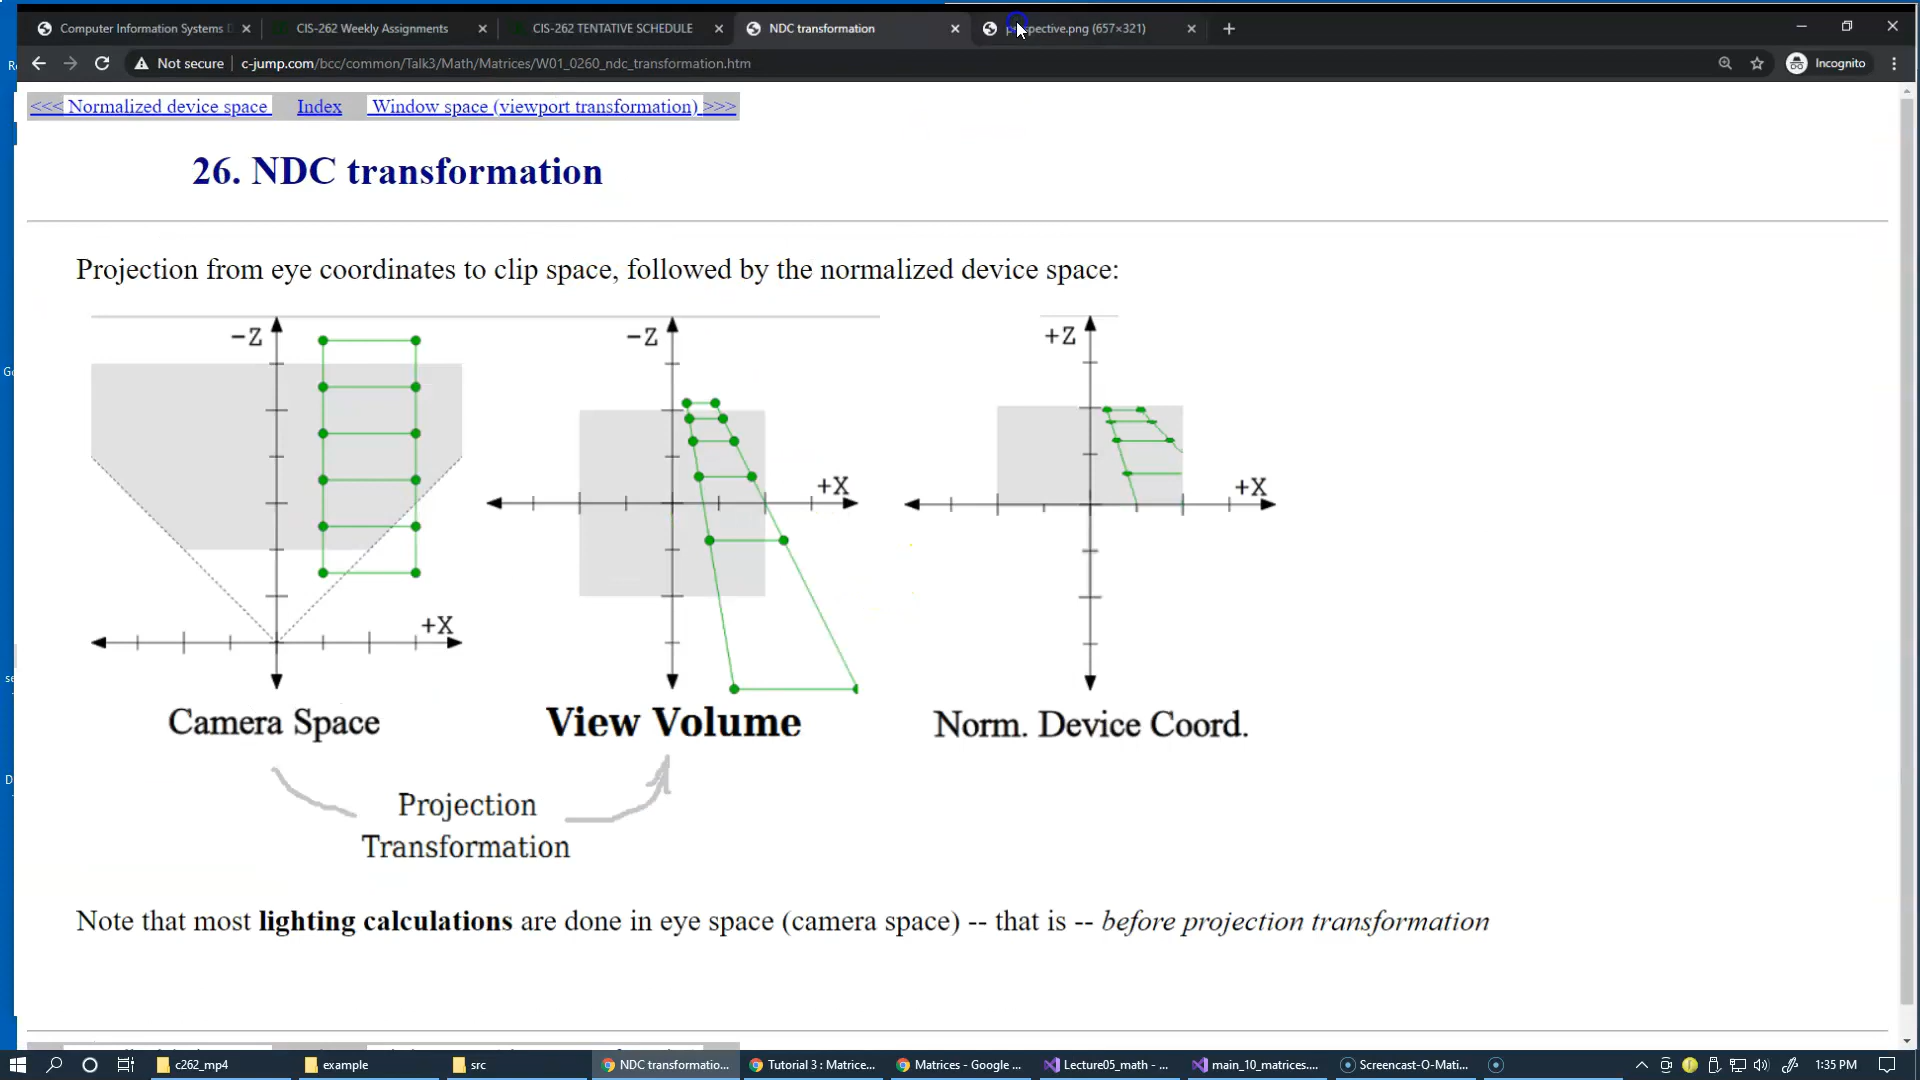 Computer Information Systems D
CIS-262 Weekly Assignments
CIS-262 TENTATIVE SCHEDULE
NDC transformation
pective.png (657×321)
Not secure
c-jump.com/bcc/common/Talk3/Math/Matrices/W01_0260_ndc_transformation.htm
Incognito
<<< Normalized device space
Index
Window space (viewport transformation) >>>
26. NDC transformation
Projection from eye coordinates to clip space, followed by the normalized device space:
-Z
-Z
+Z
+X
+X
+X
Camera Space
View Volume
Norm. Device Coord.
Projection
Transformation
Note that most lighting calculations are done in eye space (camera space) -- that is -- before projection transformation
c262_mp4
example
src
NDC transformatio...
Tutorial 3 : Matrice...
Matrices - Google ...
Lecture05_math - ...
main_10_matrices....
Screencast-O-Mati...
1:35 PM